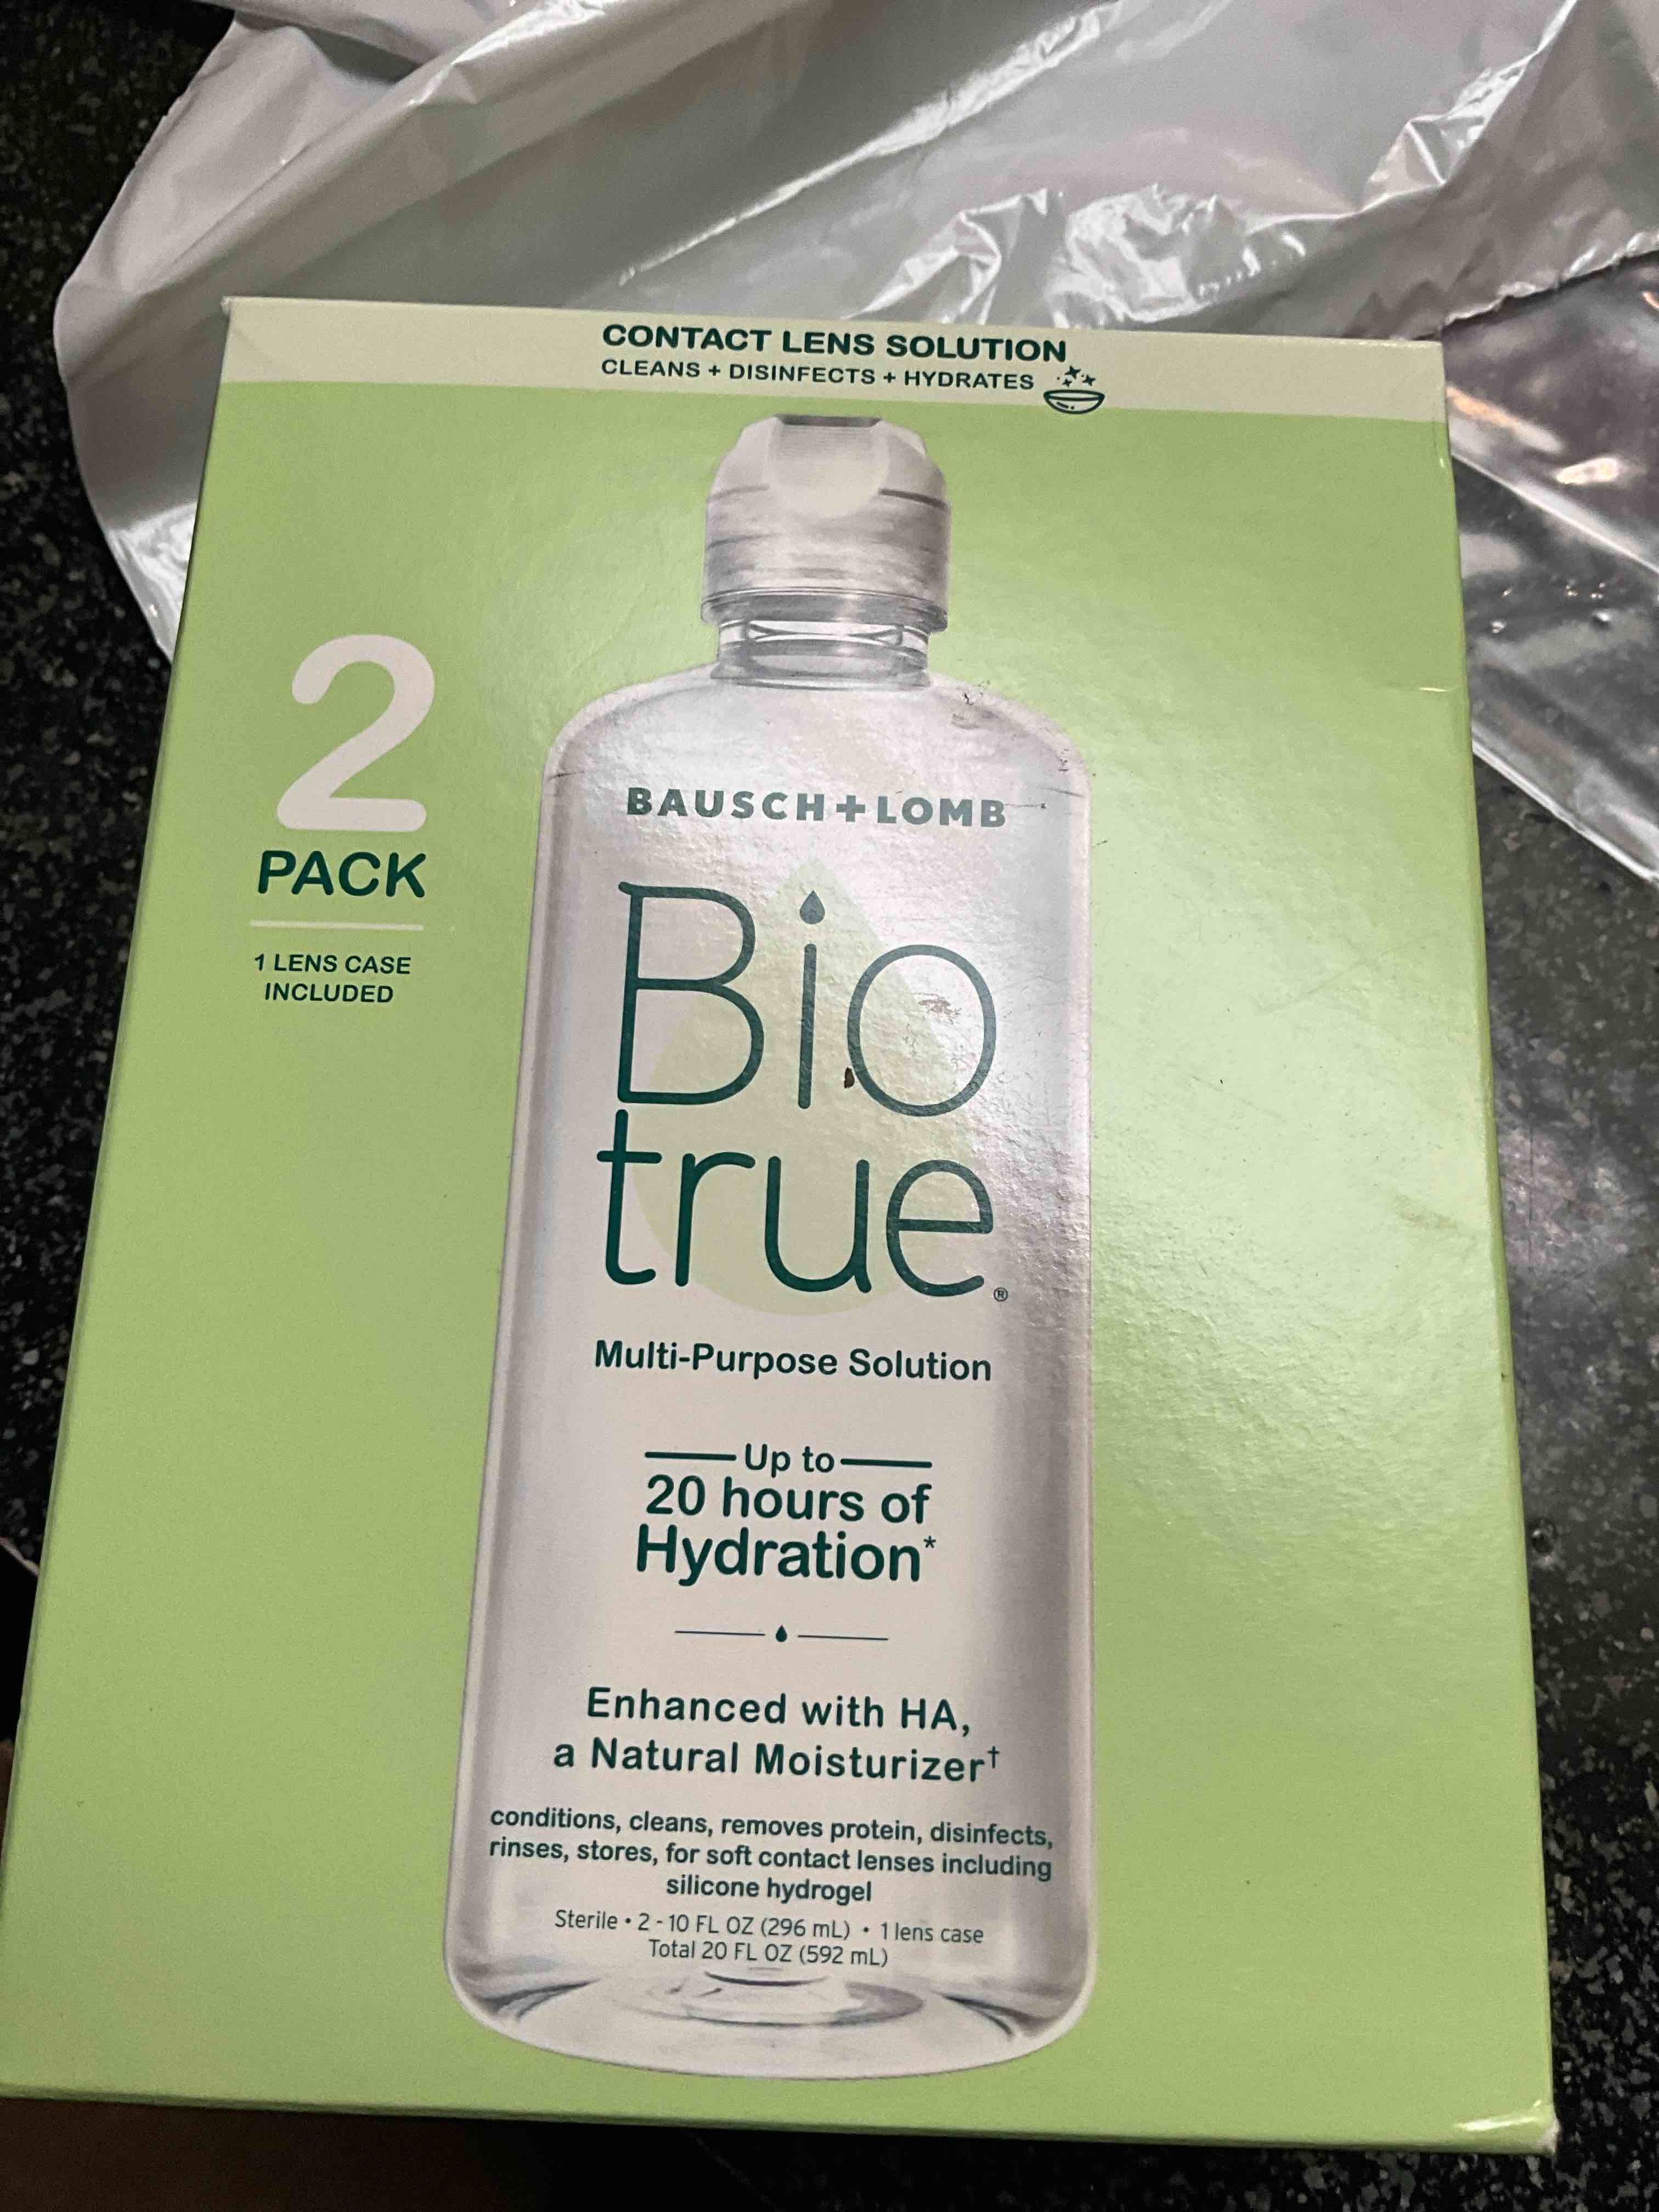 CONTACT LENS SOLUTION
CLEANS + DISINFECTS + HYDRATES
2
PACK
1 LENS CASE
INCLUDED
BAUSCH+LOMB
Bio
true®
Multi-Purpose Solution
Up to
20 hours of
Hydration*
Enhanced with HA,
a Natural Moisturizer†
conditions, cleans, removes protein, disinfects,
rinses, stores, for soft contact lenses including
silicone hydrogel
Sterile • 2 - 10 FL OZ (296 mL) • 1 lens case
Total 20 FL OZ (592 mL)